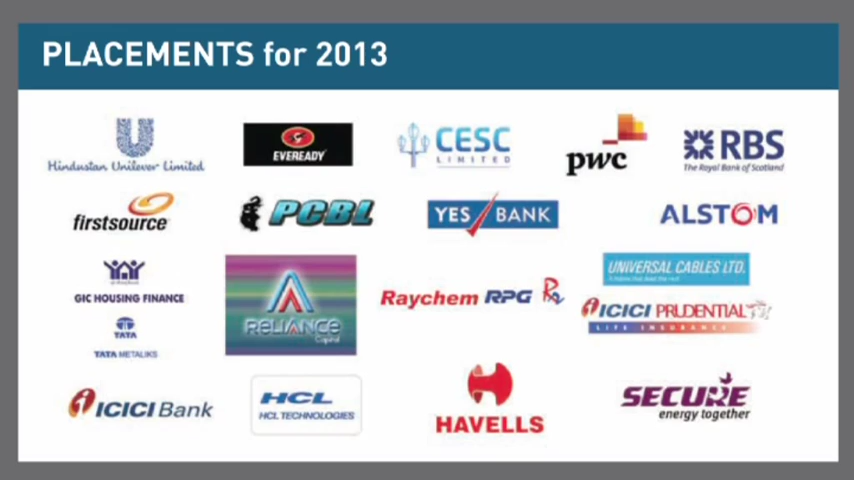 PLACEMENTS for 2013
Hindustan Unilever Limited
EVEREADY
CESC
LIMITED
pwc
RBS
The Royal Bank of Scotland
firstsource
PCBL
YES BANK
ALSTOM
GIC HOUSING FINANCE
RELIANCE
Capital
Raychem RPG
UNIVERSAL CABLES LTD.
ICICI PRUDENTIAL
LIFE INSURANCE
TATA
TATA METALIKS
ICICI Bank
HCL
HCL TECHNOLOGIES
HAVELLS
SECURE
energy together